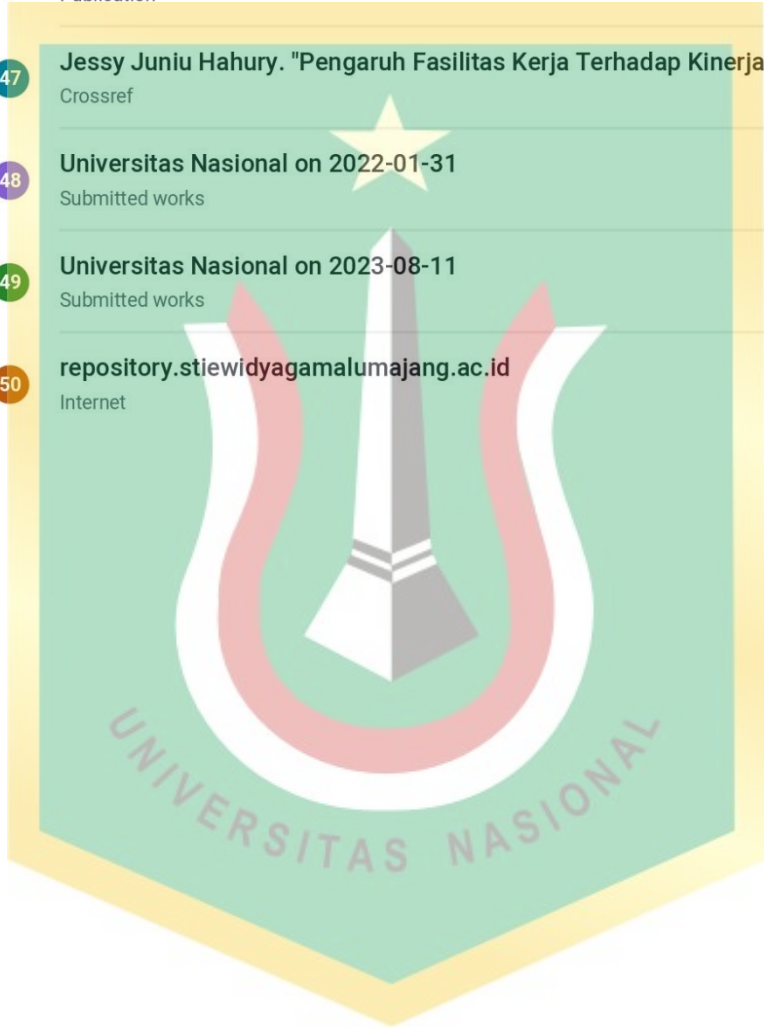 47
Jessy Juniu Hahury. "Pengaruh Fasilitas Kerja Terhadap Kinerja
Crossref
48
Universitas Nasional on 2022-01-31
Submitted works
49
Universitas Nasional on 2023-08-11
Submitted works
50
repository.stiewidyagamalumajang.ac.id
Internet
UNIVERSITAS NASIONAL